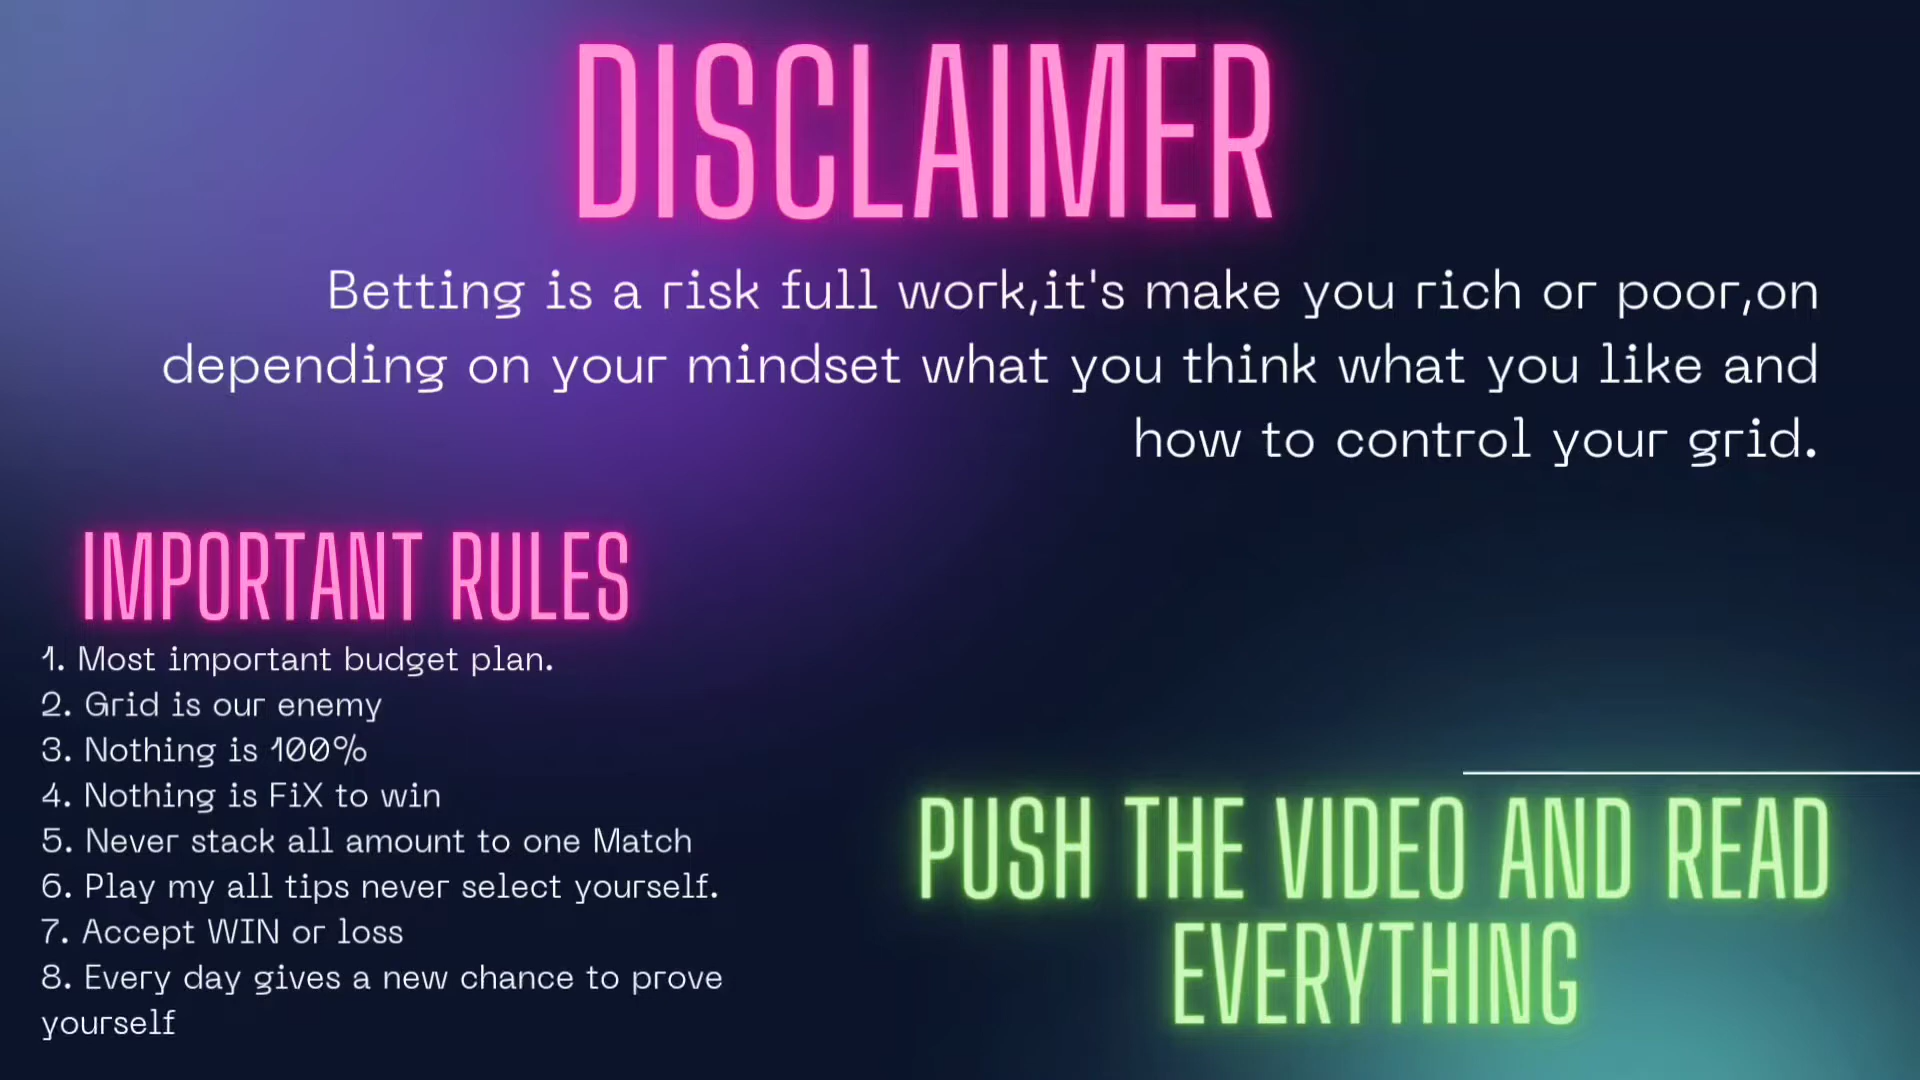 DISCLAIMER
Betting is a risk full work,it's make you rich or poor,on
depending on your mindset what you think what you like and
how to control your grid.
IMPORTANT RULES
1. Most important budget plan.
2. Grid is our enemy
3. Nothing is 100%
4. Nothing is FiX to win
5. Never stack all amount to one Match
6. Play my all tips never select yourself.
7. Accept WIN or loss
8. Every day gives a new chance to prove
yourself
PUSH THE VIDEO AND READ
EVERYTHING